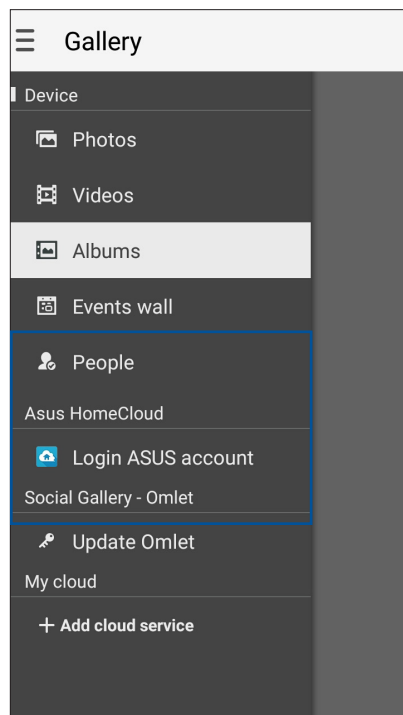 Gallery
Device
Photos
Videos
Albums
Events wall
People
Asus HomeCloud
Login ASUS account
Social Gallery - Omlet
Update Omlet
My cloud
+ Add cloud service